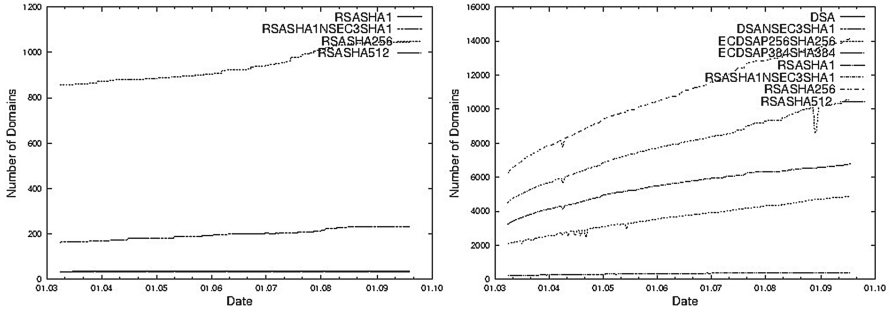 1200
1000
800
600
400
200
0
Number of Domains
RSASHA1
RSASHA1NSEC3SHA1
RSASHA256
RSASHA512
01.03 01.04 01.05 01.06 01.07 01.08 01.09 01.10
Date
16000
14000
12000
10000
8000
6000
4000
2000
0
Number of Domains
DSA
DSANSEC3SHA1
ECDSAP256SHA256
ECDSAP384SHA384
RSASHA1
RSASHA1NSEC3SHA1
RSASHA256
RSASHA512
01.03 01.04 01.05 01.06 01.07 01.08 01.09 01.10
Date